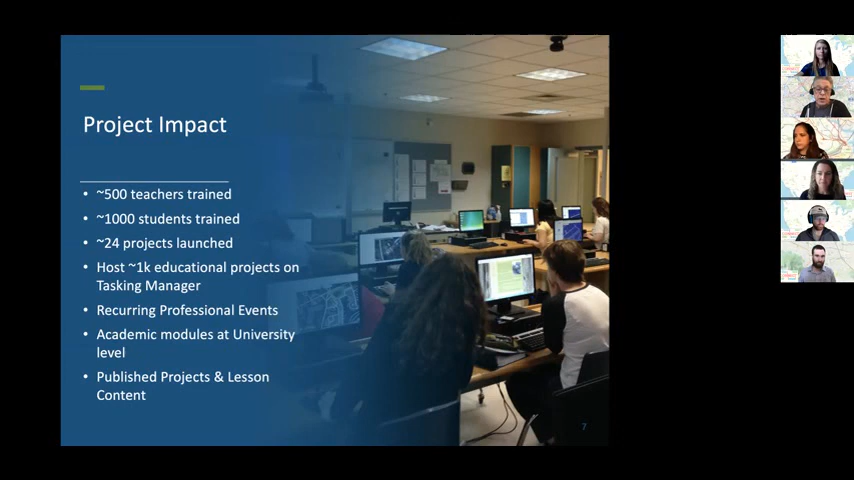 Project Impact
• ~500 teachers trained
• ~1000 students trained
• ~24 projects launched
• Host ~1k educational projects on
Tasking Manager
• Recurring Professional Events
• Academic modules at University
level
• Published Projects & Lesson
Content
7